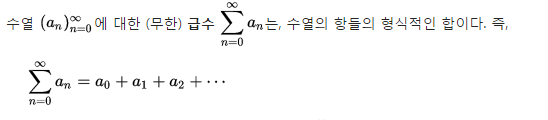 수열 $(a_n)_{n=0}^{\infty}$에 대한 (무한) 급수 $\sum_{n=0}^{\infty} a_n$는, 수열의 항들의 형식적인 합이다. 즉,
$\sum_{n=0}^{\infty} a_n = a_0 + a_1 + a_2 + \cdots$